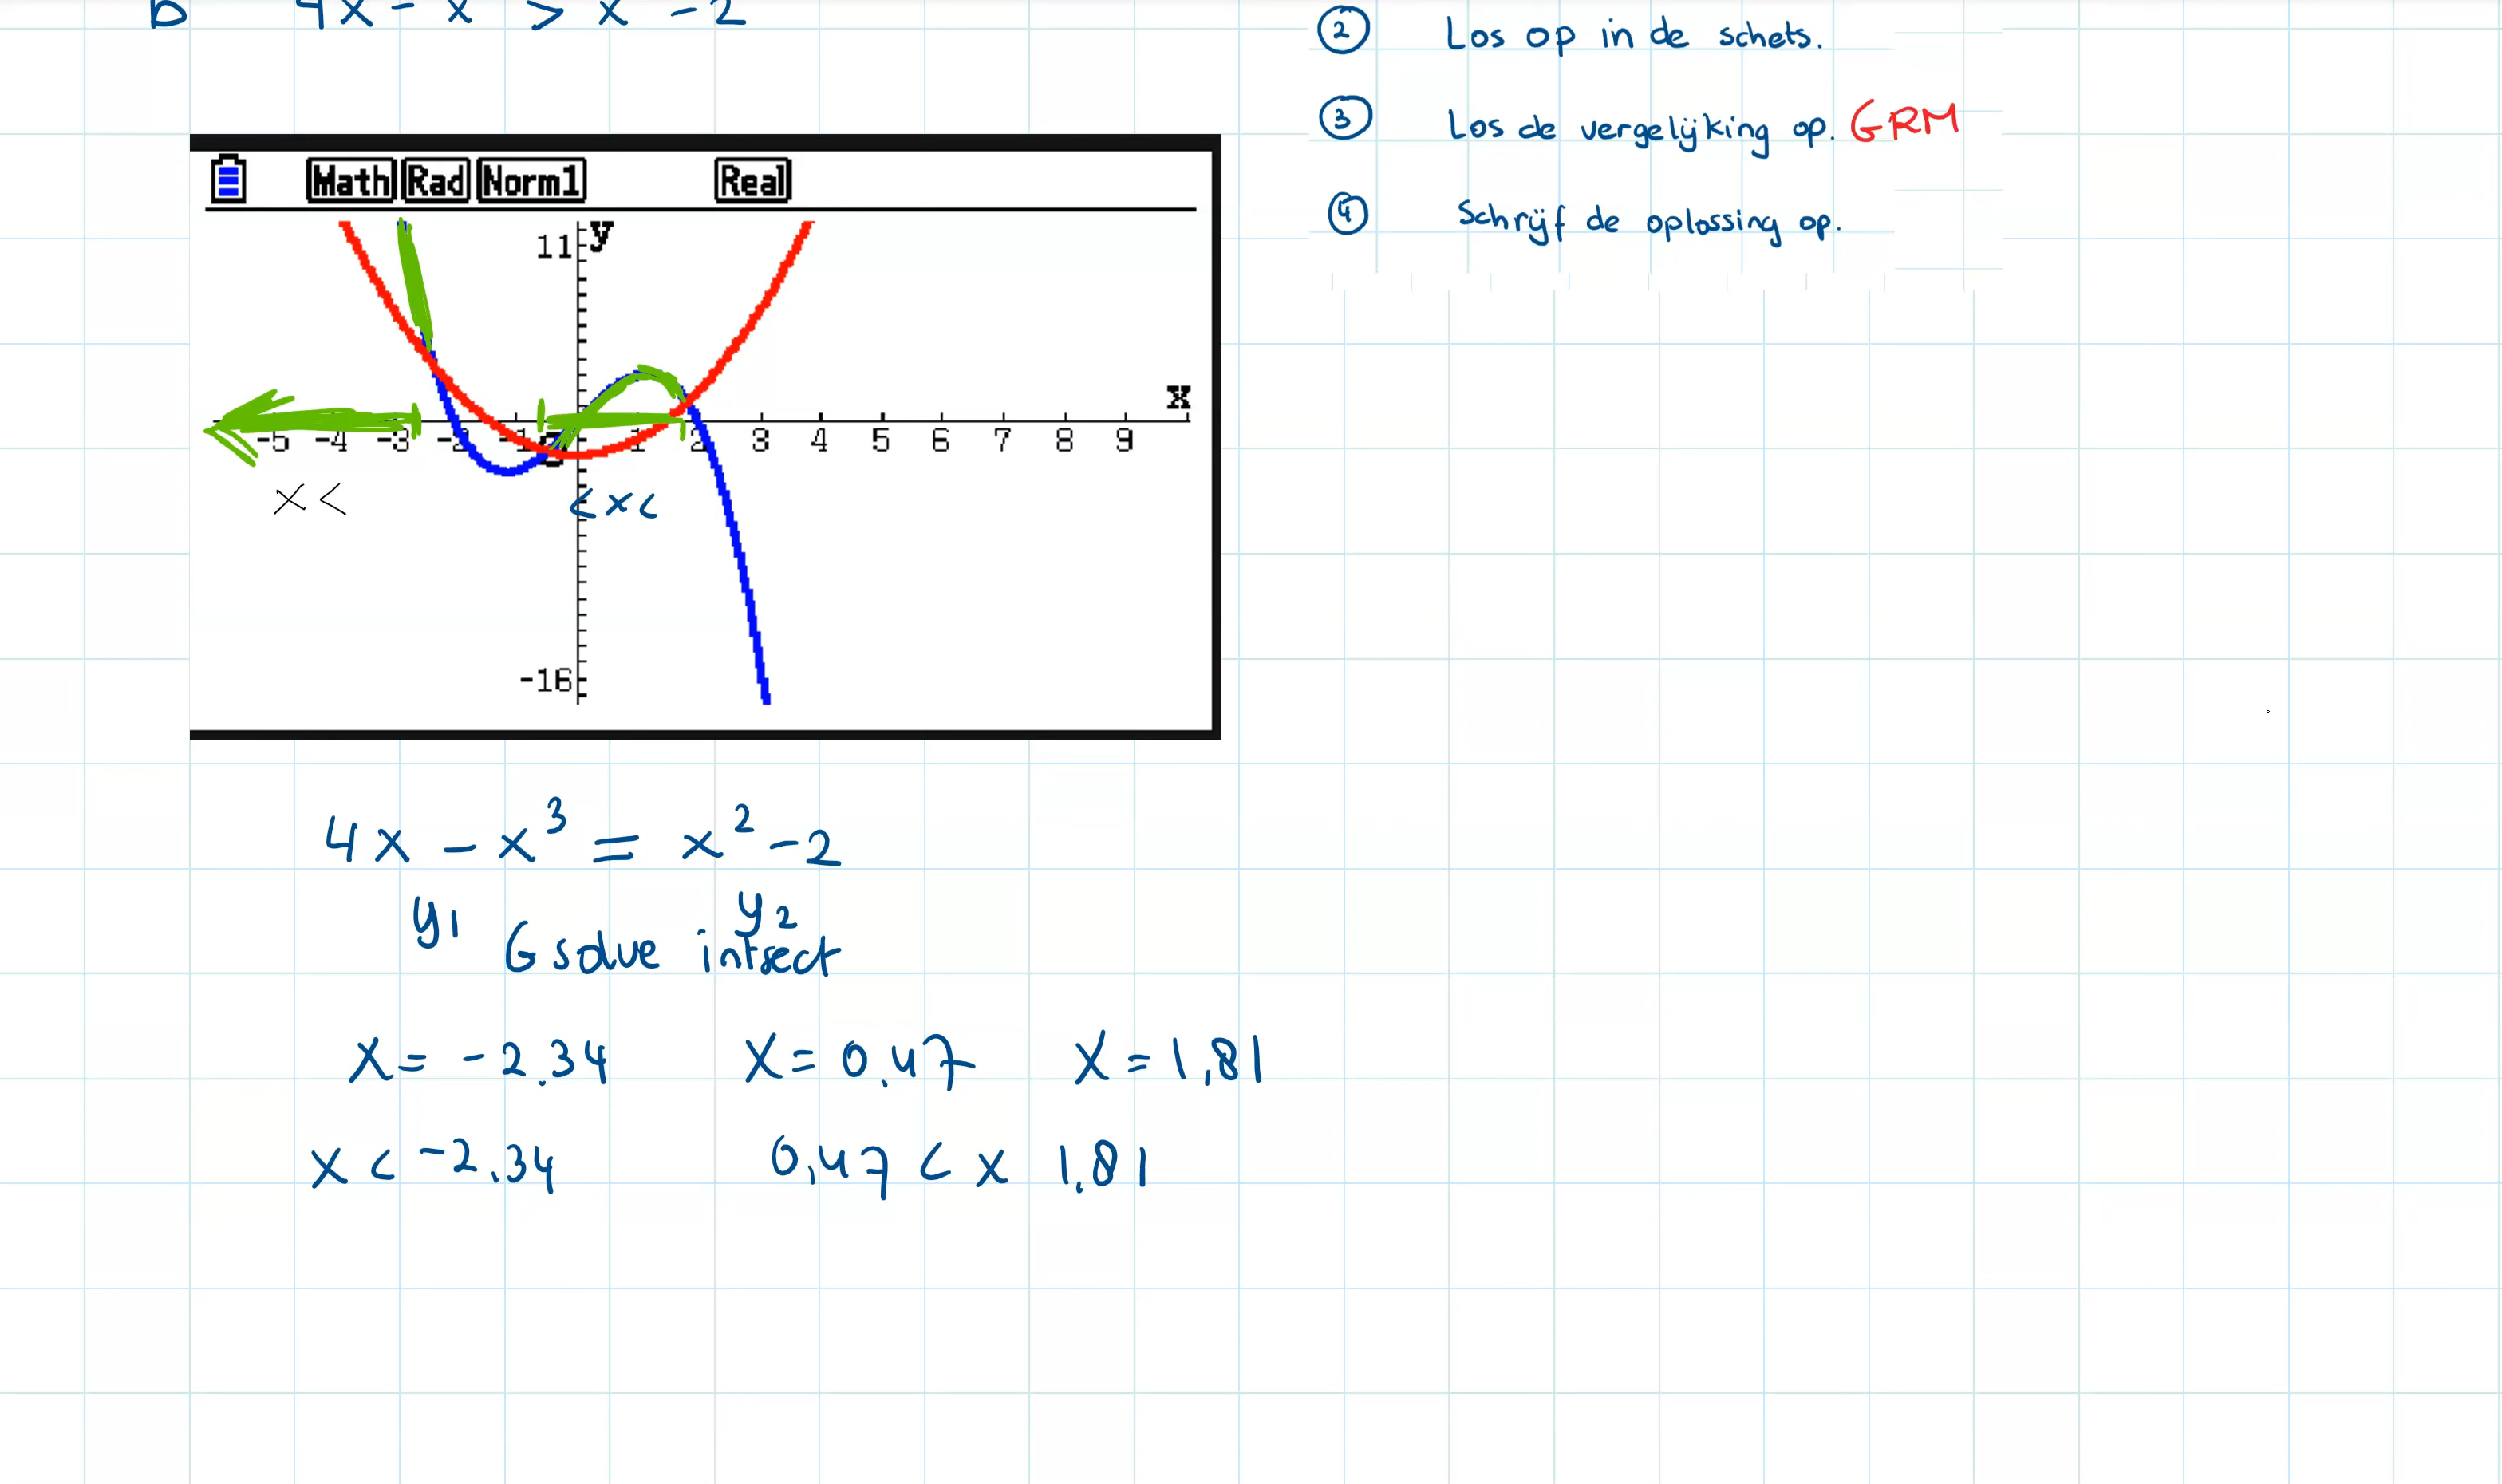 b 4x - x > x - 2
② Los op in de schets.
③ Los de vergelijking op. GRM
④ Schrijf de oplossing op.
Math Rad Norm1 Real
11 y
x
-5 -4 -3 -2 -1 0 1 2 3 4 5 6 7 8 9
x < < x <
-16
4x - x³ = x² - 2
y₁ y₂
G solve intsect
x = -2.34 x = 0,47 x = 1,81
x < -2.34 0,47 < x 1,81